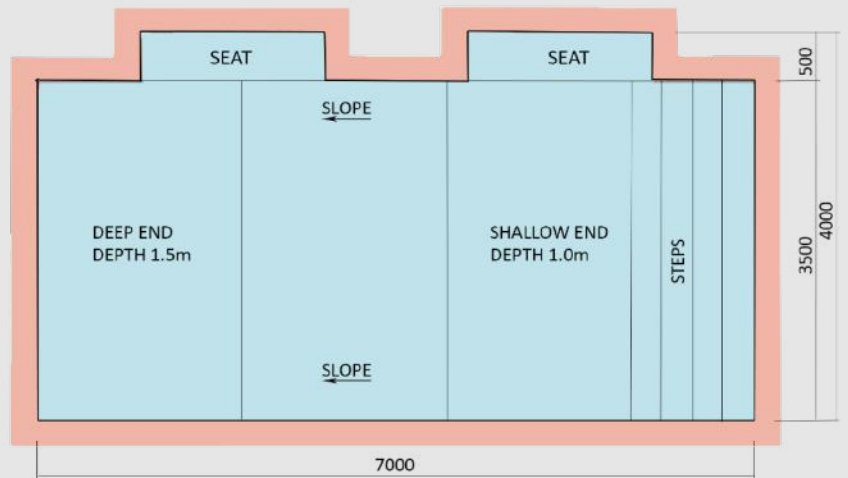 SEAT
SEAT
SLOPE
500
DEEP END
DEPTH 1.5m
SHALLOW END
DEPTH 1.0m
STEPS
3500
4000
SLOPE
7000